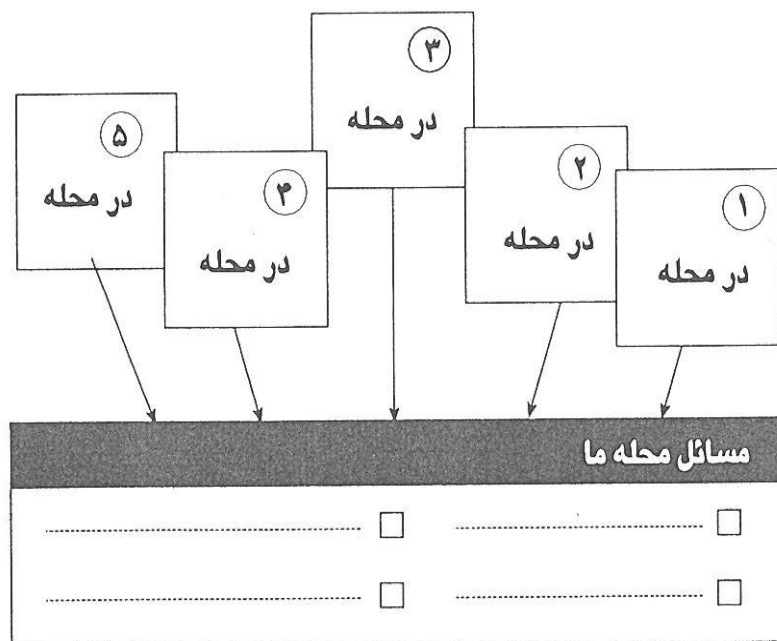 ۱
در محله
۲
در محله
۳
در محله
۴
در محله
۵
در محله
مسائل محله ما